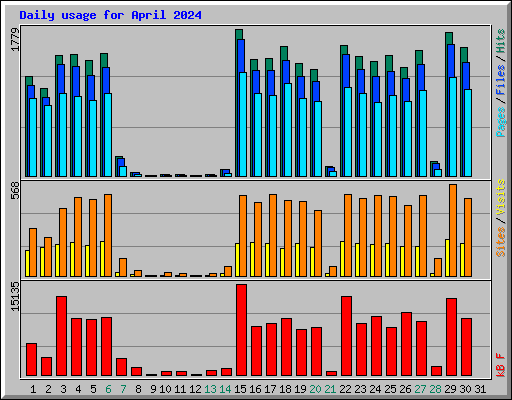 Daily usage for April 2024
1779
Pages / Files / Hits
568
Sites / Visits
15135
kB F
1 2 3 4 5 6 7 8 9 10 11 12 13 14 15 16 17 18 19 20 21 22 23 24 25 26 27 28 29 30 31